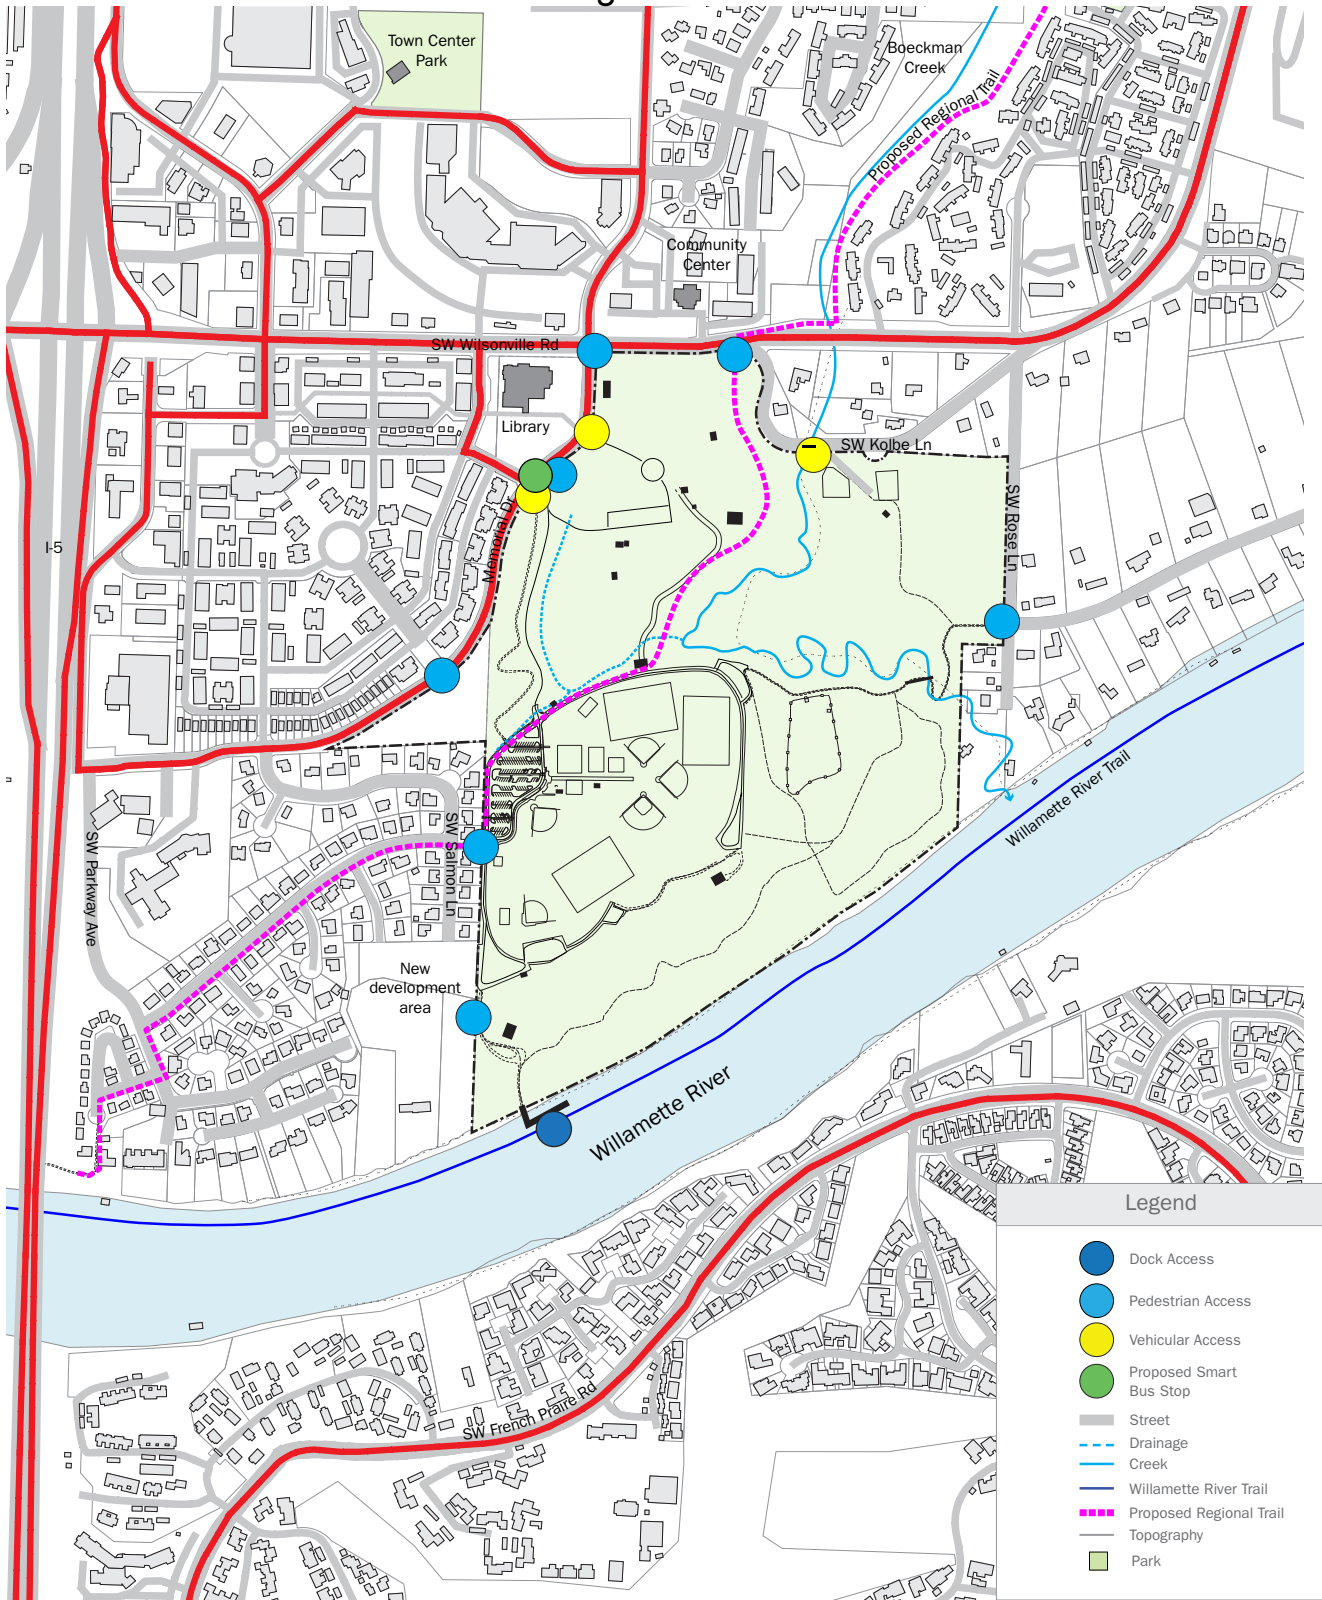 Town Center
Park
Boeckman
Creek
Proposed Regional Trail
Community
Center
SW Wilsonville Rd
Library
SW Kolbe Ln
Memorial Dr
SW Rose Ln
I-5
Willamette River Trail
SW Parkway Ave
SW Salmon Ln
New
development
area
Willamette River
SW French Praire Rd
Legend
Dock Access
Pedestrian Access
Vehicular Access
Proposed Smart
Bus Stop
Street
Drainage
Creek
Willamette River Trail
Proposed Regional Trail
Topography
Park